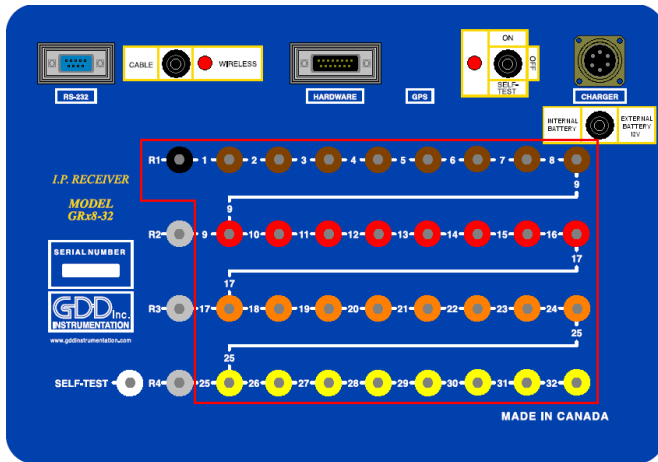 ON
OFF
SELF-
TEST
CABLE
WIRELESS
RS-232
HARDWARE
GPS
CHARGER
INTERNAL
BATTERY
EXTERNAL
BATTERY
12V
R1 1 2 3 4 5 6 7 8
9
I.P. RECEIVER
MODEL
GRx8-32
9
R2 9 10 11 12 13 14 15 16
17
SERIAL NUMBER
17
R3 17 18 19 20 21 22 23 24
GDD Inc.
INSTRUMENTATION
www.gddinstrumentation.com
25
25
SELF-TEST R4 25 26 27 28 29 30 31 32
MADE IN CANADA